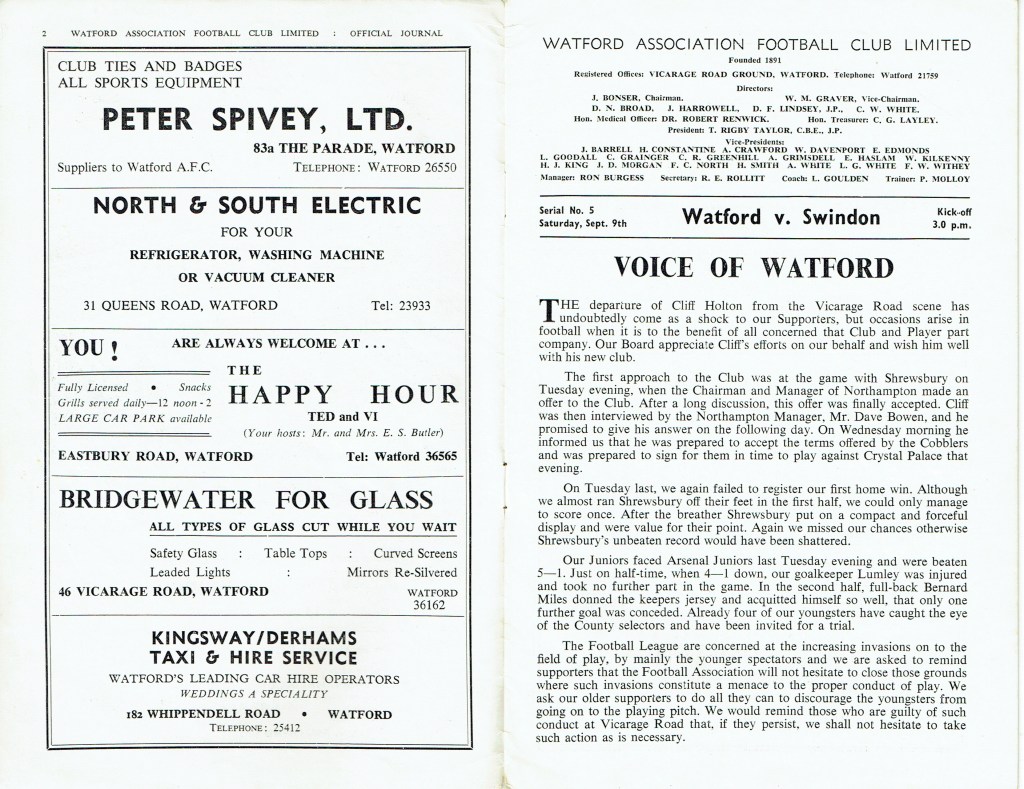 2 WATFORD ASSOCIATION FOOTBALL CLUB LIMITED : OFFICIAL JOURNAL
CLUB TIES AND BADGES
ALL SPORTS EQUIPMENT
PETER SPIVEY, LTD.
83a THE PARADE, WATFORD
Suppliers to Watford A.F.C. TELEPHONE: WATFORD 26550
NORTH & SOUTH ELECTRIC
FOR YOUR
REFRIGERATOR, WASHING MACHINE
OR VACUUM CLEANER
31 QUEENS ROAD, WATFORD Tel: 23933
YOU! ARE ALWAYS WELCOME AT . . .
THE
HAPPY HOUR
Fully Licensed • Snacks
Grills served daily—12 noon - 2
LARGE CAR PARK available
TED and VI
(Your hosts: Mr. and Mrs. E. S. Butler)
EASTBURY ROAD, WATFORD Tel: Watford 36565
BRIDGEWATER FOR GLASS
ALL TYPES OF GLASS CUT WHILE YOU WAIT
Safety Glass : Table Tops : Curved Screens
Leaded Lights : Mirrors Re-Silvered
46 VICARAGE ROAD, WATFORD WATFORD
36162
KINGSWAY/DERHAMS
TAXI & HIRE SERVICE
WATFORD'S LEADING CAR HIRE OPERATORS
WEDDINGS A SPECIALITY
182 WHIPPENDELL ROAD • WATFORD
TELEPHONE: 25412
WATFORD ASSOCIATION FOOTBALL CLUB LIMITED
Founded 1891
Registered Offices: VICARAGE ROAD GROUND, WATFORD. Telephone: Watford 21759
Directors:
J. BONSER, Chairman. W. M. GRAVER, Vice-Chairman.
D. N. BROAD. J. HARROWELL. D. F. LINDSEY, J.P., C. W. WHITE.
Hon. Medical Officer: DR. ROBERT RENWICK. Hon. Treasurer: C. G. LAYLEY.
President: T. RIGBY TAYLOR, C.B.E., J.P.
Vice-Presidents:
J. BARRELL H. CONSTANTINE A. CRAWFORD W. DAVENPORT E. EDMONDS
L. GOODALL C. GRAINGER C. R. GREENHILL A. GRIMSDELL E. HASLAM W. KILKENNY
H. J. KING J. D. MORGAN F. C. NORTH H. SMITH A. WHITE L. G. WHITE F. W. WITHEY
Manager: RON BURGESS Secretary: R. E. ROLLITT Coach: L. GOULDEN Trainer: P. MOLLOY
Serial No. 5
Saturday, Sept. 9th
Watford v. Swindon
Kick-off
3.0 p.m.
VOICE OF WATFORD
THE departure of Cliff Holton from the Vicarage Road scene has
undoubtedly come as a shock to our Supporters, but occasions arise in
football when it is to the benefit of all concerned that Club and Player part
company. Our Board appreciate Cliff's efforts on our behalf and wish him well
with his new club.
The first approach to the Club was at the game with Shrewsbury on
Tuesday evening, when the Chairman and Manager of Northampton made an
offer to the Club. After a long discussion, this offer was finally accepted. Cliff
was then interviewed by the Northampton Manager, Mr. Dave Bowen, and he
promised to give his answer on the following day. On Wednesday morning he
informed us that he was prepared to accept the terms offered by the Cobblers
and was prepared to sign for them in time to play against Crystal Palace that
evening.
On Tuesday last, we again failed to register our first home win. Although
we almost ran Shrewsbury off their feet in the first half, we could only manage
to score once. After the breather Shrewsbury put on a compact and forceful
display and were value for their point. Again we missed our chances otherwise
Shrewsbury's unbeaten record would have been shattered.
Our Juniors faced Arsenal Juniors last Tuesday evening and were beaten
5—1. Just on half-time, when 4—1 down, our goalkeeper Lumley was injured
and took no further part in the game. In the second half, full-back Bernard
Miles donned the keepers jersey and acquitted himself so well, that only one
further goal was conceded. Already four of our youngsters have caught the eye
of the County selectors and have been invited for a trial.
The Football League are concerned at the increasing invasions on to the
field of play, by mainly the younger spectators and we are asked to remind
supporters that the Football Association will not hesitate to close those grounds
where such invasions constitute a menace to the proper conduct of play. We
ask our older supporters to do all they can to discourage the youngsters from
going on to the playing pitch. We would remind those who are guilty of such
conduct at Vicarage Road that, if they persist, we shall not hesitate to take
such action as is necessary.